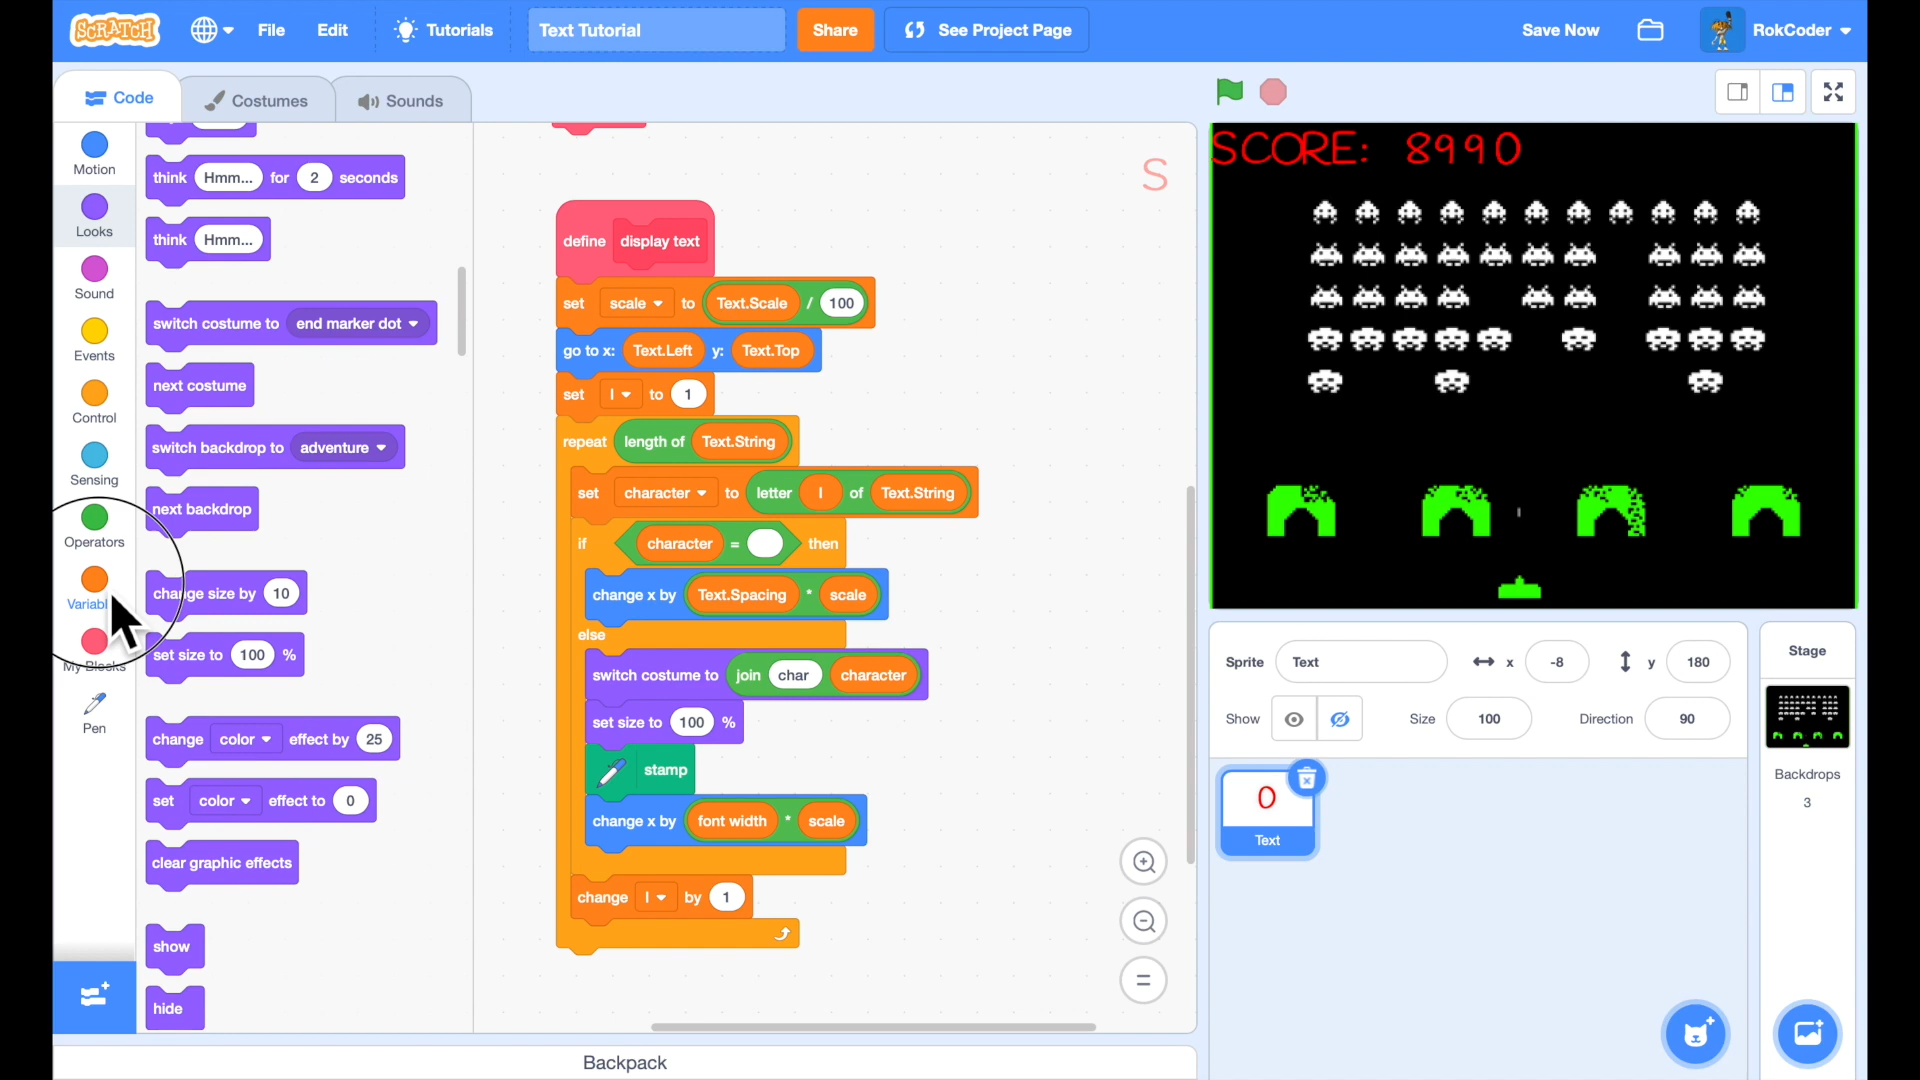 SCRATCH File Edit Tutorials Text Tutorial Share See Project Page Save Now RokCoder
Code Costumes Sounds
Motion
Looks
Sound
Events
Control
Sensing
Operators
Variabl
My Blocks
Pen
think Hmm... for 2 seconds
think Hmm...
switch costume to end marker dot
next costume
switch backdrop to adventure
next backdrop
change size by 10
set size to 100 %
change color effect by 25
set color effect to 0
clear graphic effects
show
hide
S
define display text
set scale to Text.Scale / 100
go to x: Text.Left y: Text.Top
set I to 1
repeat length of Text.String
set character to letter I of Text.String
if character = then
change x by Text.Spacing * scale
else
switch costume to join char character
set size to 100 %
stamp
change x by font width * scale
change I by 1
Backpack
SCORE: 8990
Sprite Text x -8 y 180
Show Size 100 Direction 90
0
Text
Stage
Backdrops
3